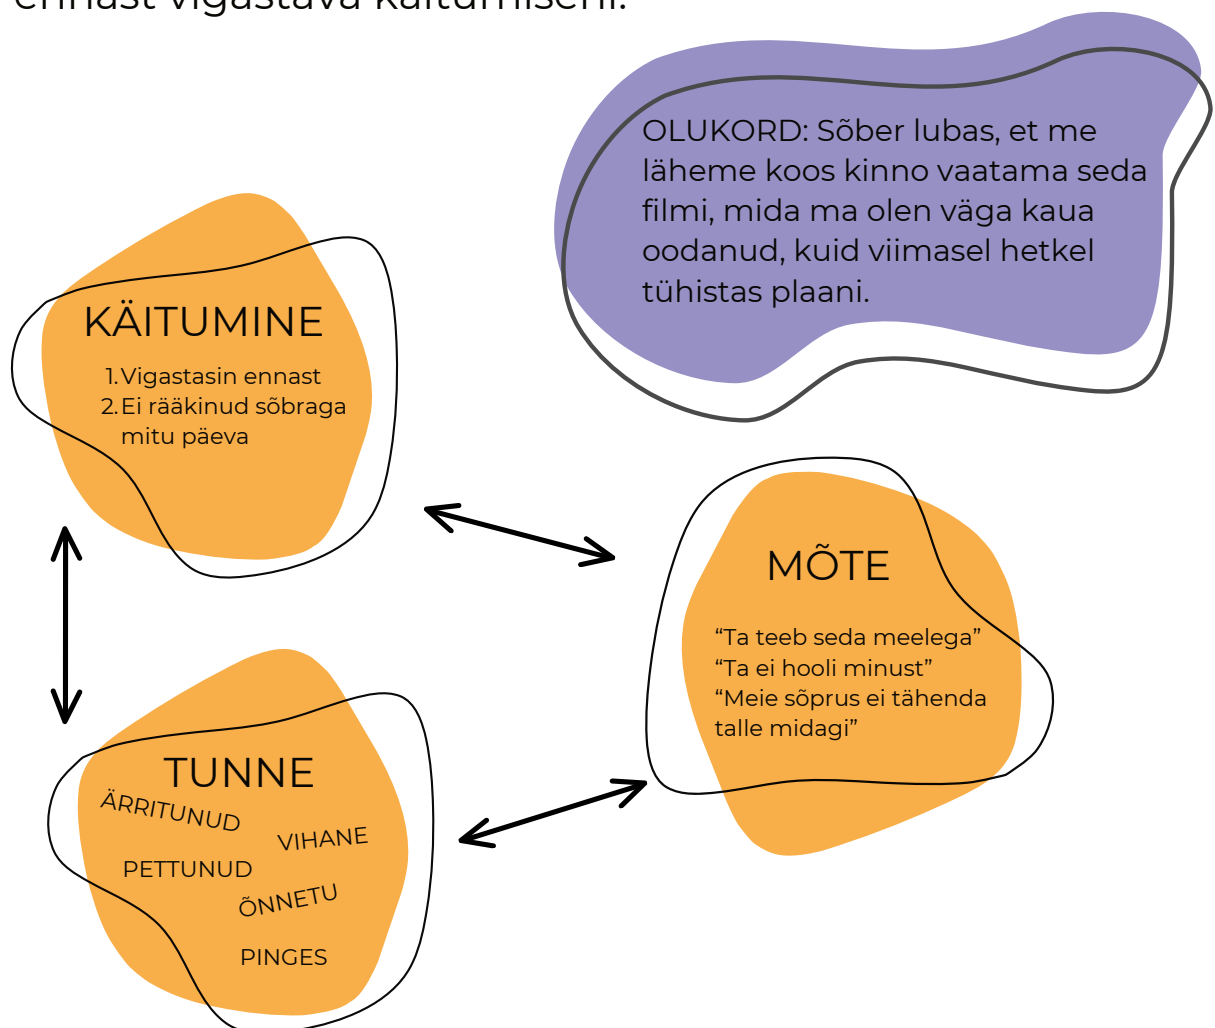 ennast vigastava käitumiseni.
OLUKORD: Sõber lubas, et me
läheme koos kinno vaatama seda
filmi, mida ma olen väga kaua
oodanud, kuid viimasel hetkel
tühistas plaani.
KÄITUMINE
1. Vigastasin ennast
2. Ei rääkinud sõbraga
mitu päeva
MÕTE
“Ta teeb seda meelega”
“Ta ei hooli minust”
“Meie sõprus ei tähenda
talle midagi”
TUNNE
ÄRRITUNUD
VIHANE
PETTUNUD
ÕNNETU
PINGES